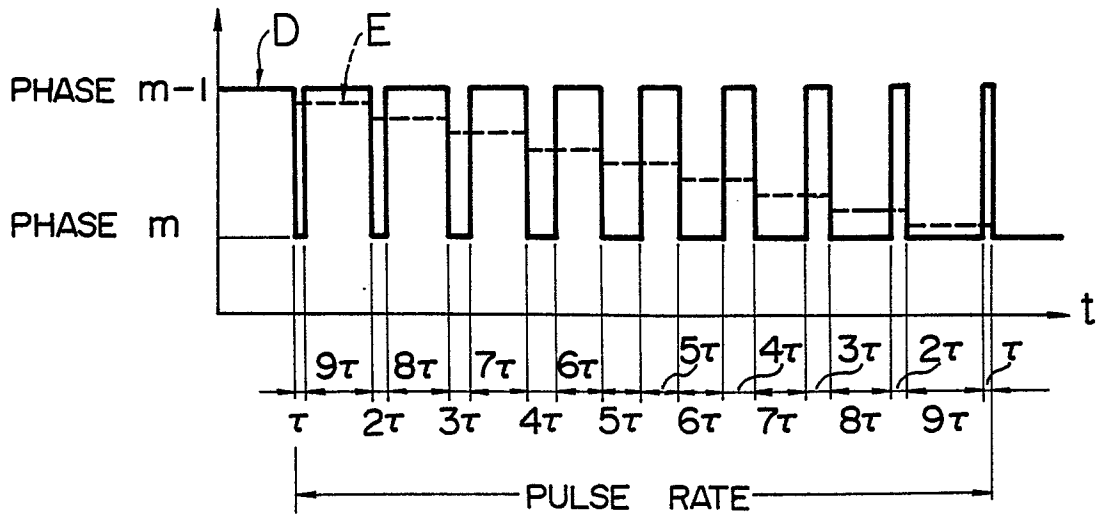 D
E
PHASE m-1
PHASE m
t
9τ 8τ 7τ 6τ 5τ 4τ 3τ 2τ τ
τ 2τ 3τ 4τ 5τ 6τ 7τ 8τ 9τ
PULSE RATE